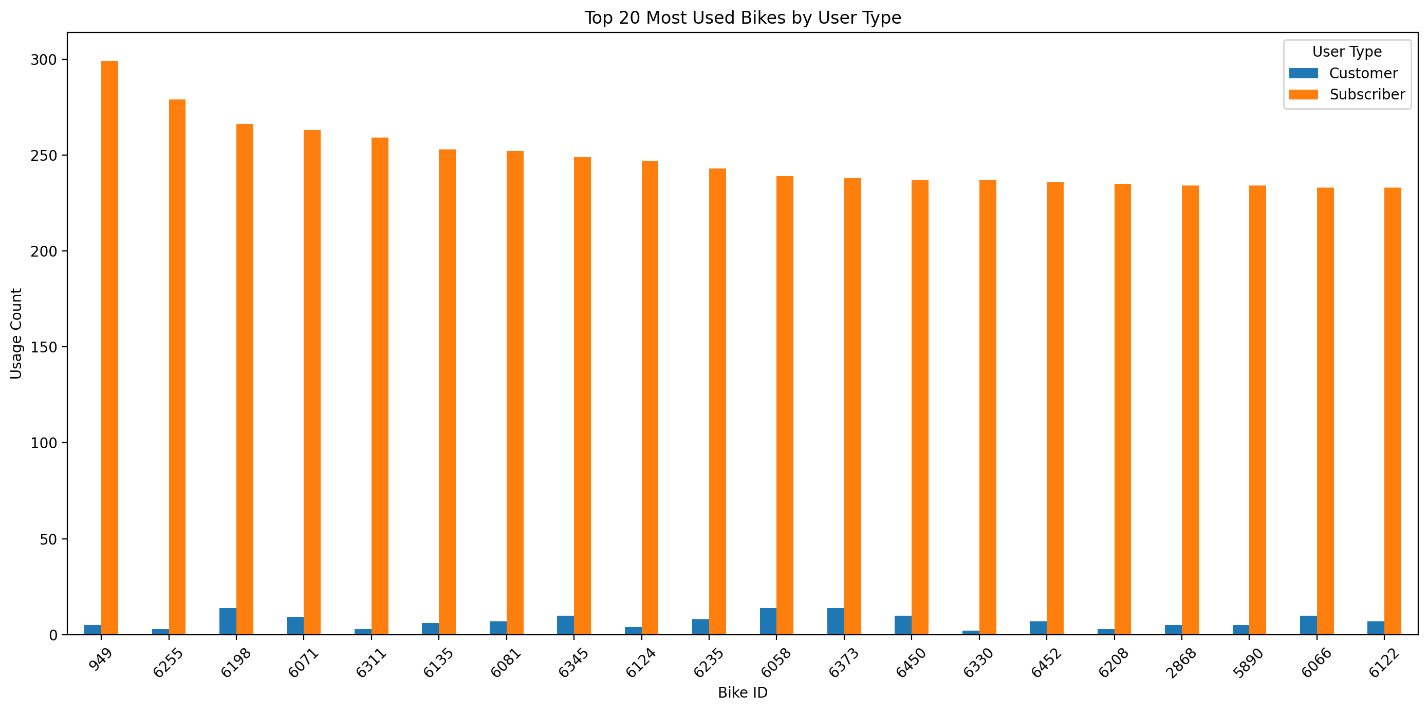 Top 20 Most Used Bikes by User Type
User Type
Customer
Subscriber
Usage Count
300
250
200
150
100
50
0
949 6255 6198 6071 6311 6135 6081 6345 6124 6235 6058 6373 6450 6330 6452 6208 2868 5890 6066 6122
Bike ID